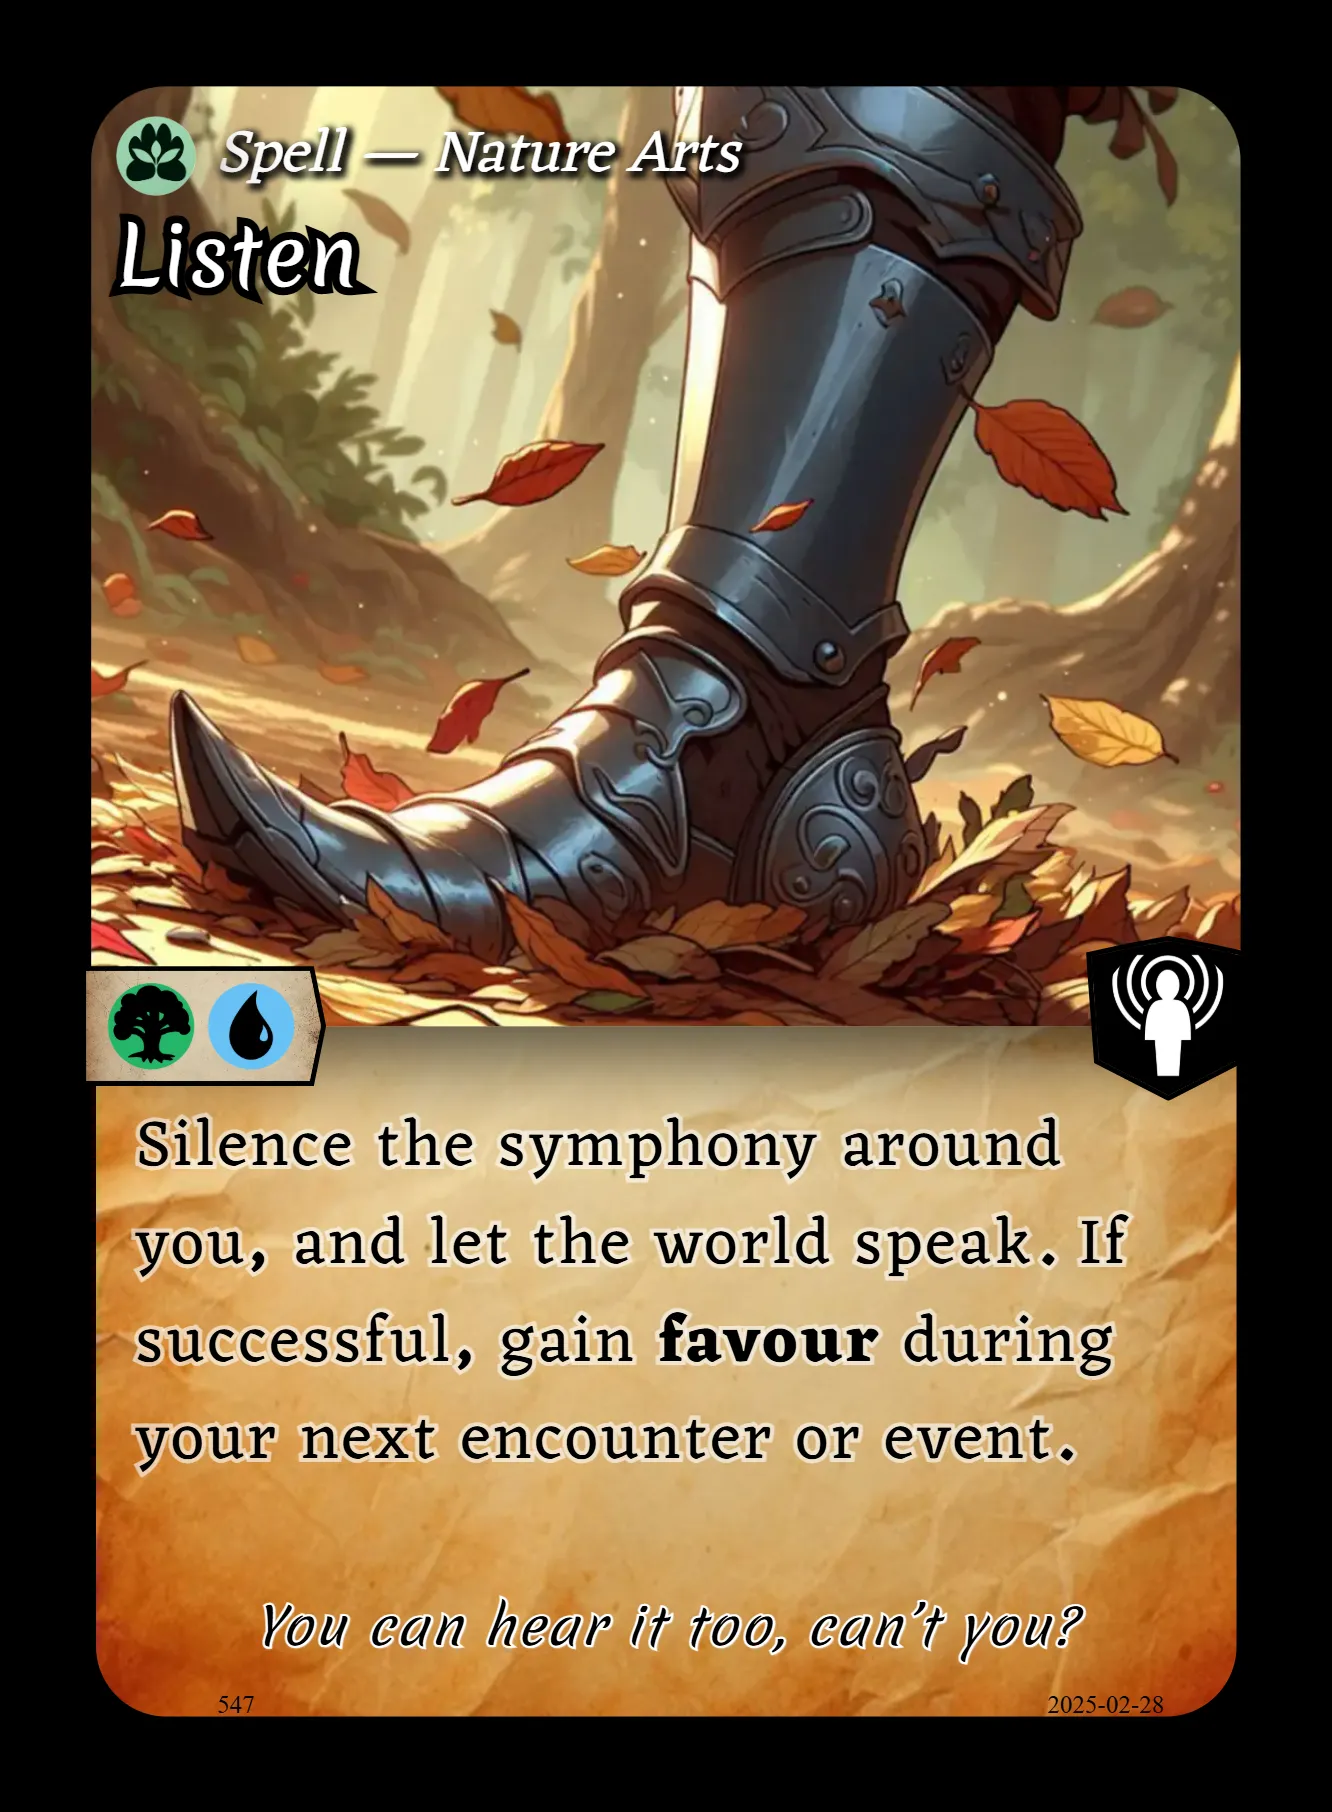 Spell — Nature Arts
Listen
Silence the symphony around
you, and let the world speak. If
successful, gain favour during
your next encounter or event.
You can hear it too, can't you?
547
2025-02-28